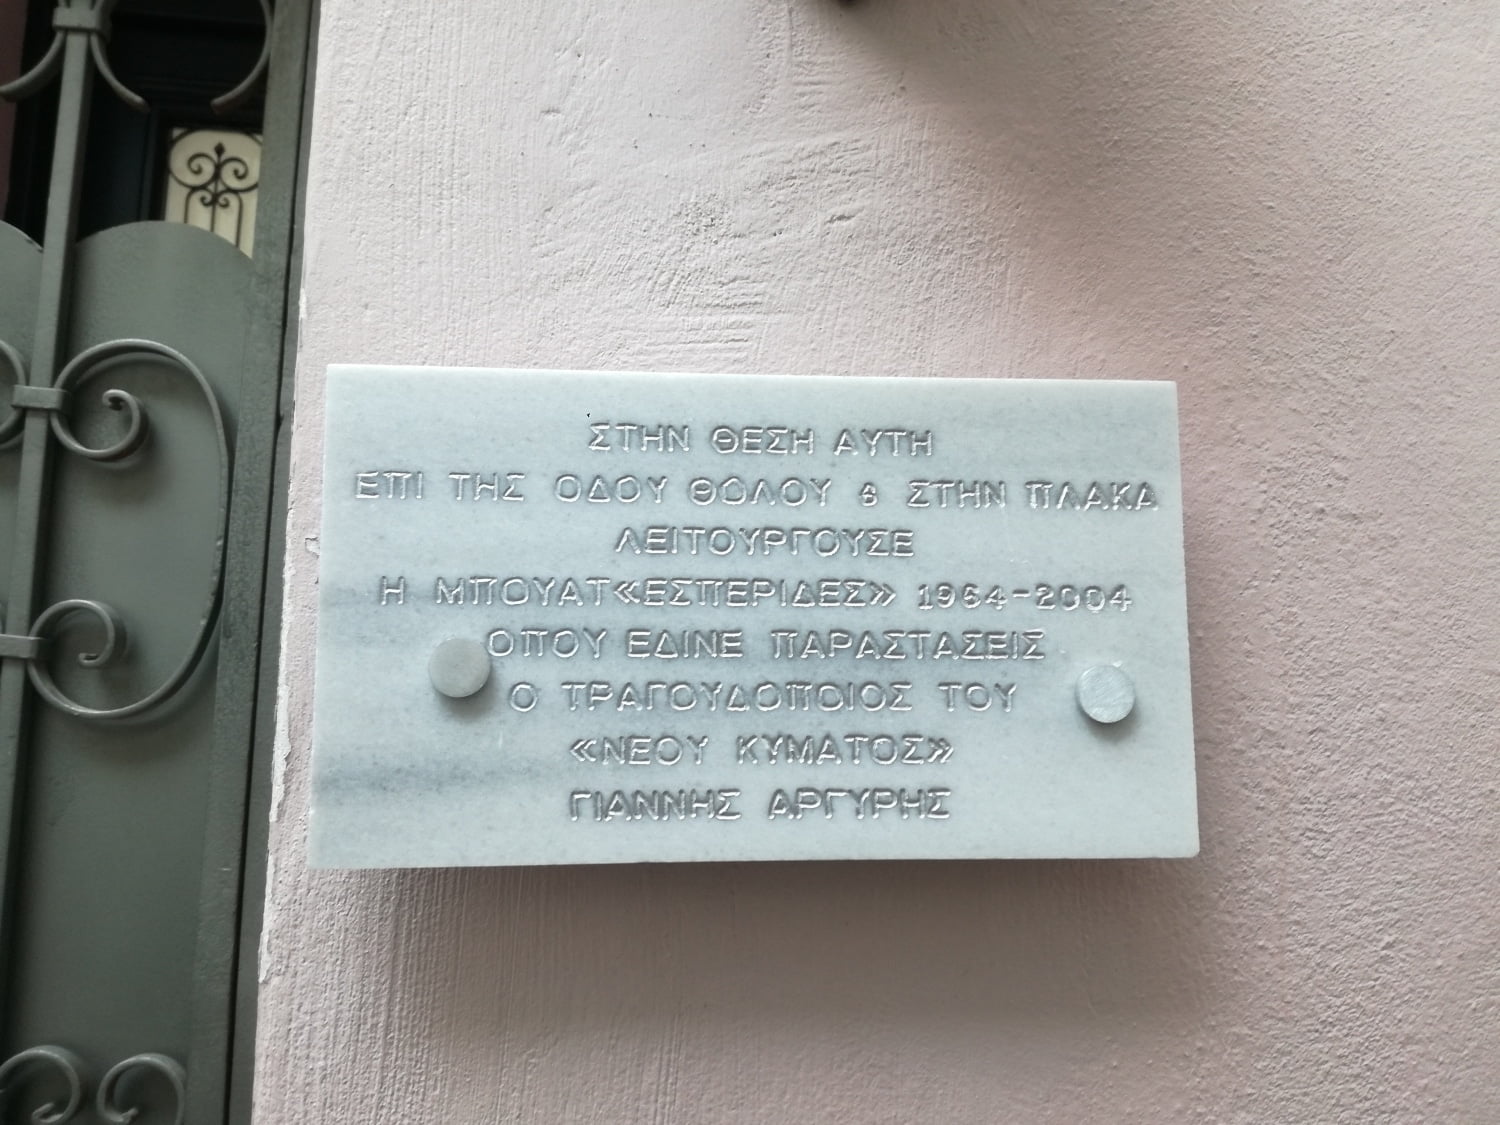 ΣΤΗΝ ΘΕΣΗ ΑΥΤΗ
ΕΠΙ ΤΗΣ ΟΔΟΥ ΘΟΛΟΥ 6 ΣΤΗΝ ΠΛΑΚΑ
ΛΕΙΤΟΥΡΓΟΥΣΕ
Η ΜΠΟΥΑΤ«ΕΣΠΕΡΙΔΕΣ» 1964-2004
ΟΠΟΥ ΕΔΙΝΕ ΠΑΡΑΣΤΑΣΕΙΣ
Ο ΤΡΑΓΟΥΔΟΠΟΙΟΣ ΤΟΥ
«ΝΕΟΥ ΚΥΜΑΤΟΣ»
ΓΙΑΝΝΗΣ ΑΡΓΥΡΗΣ